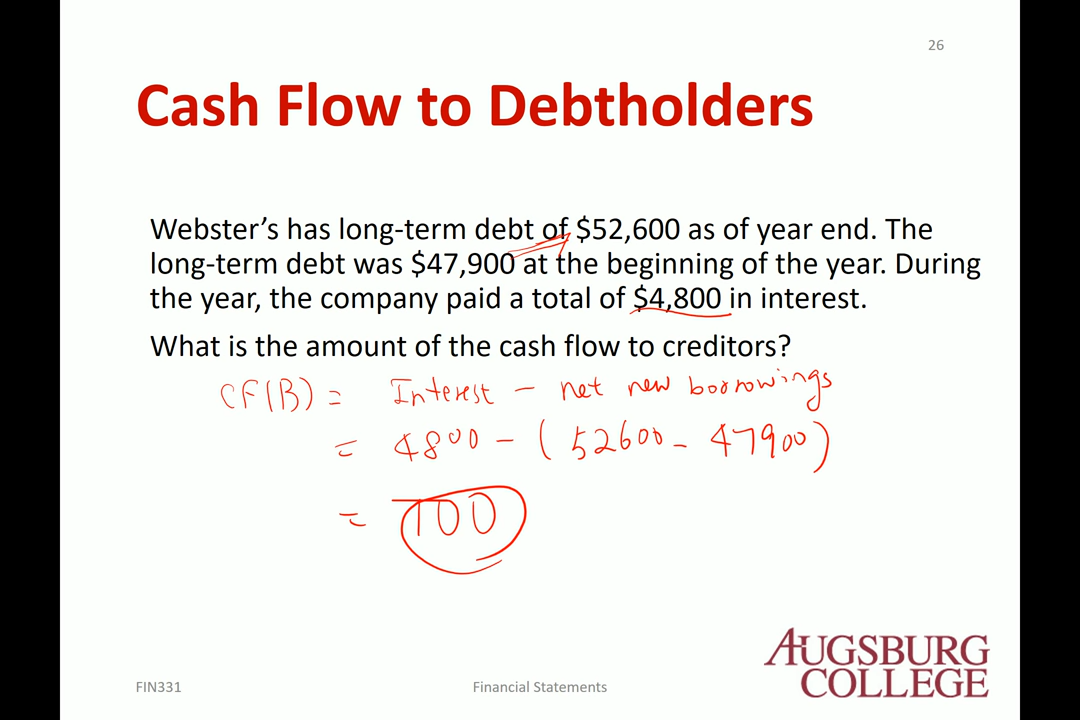 26
Cash Flow to Debtholders
Webster’s has long-term debt of $52,600 as of year end. The
long-term debt was $47,900 at the beginning of the year. During
the year, the company paid a total of $4,800 in interest.
What is the amount of the cash flow to creditors?
CF(B) = Interest - net new borrowings
= 4800 - (52600 - 47900)
= 100
AUGSBURG
COLLEGE
FIN331 Financial Statements